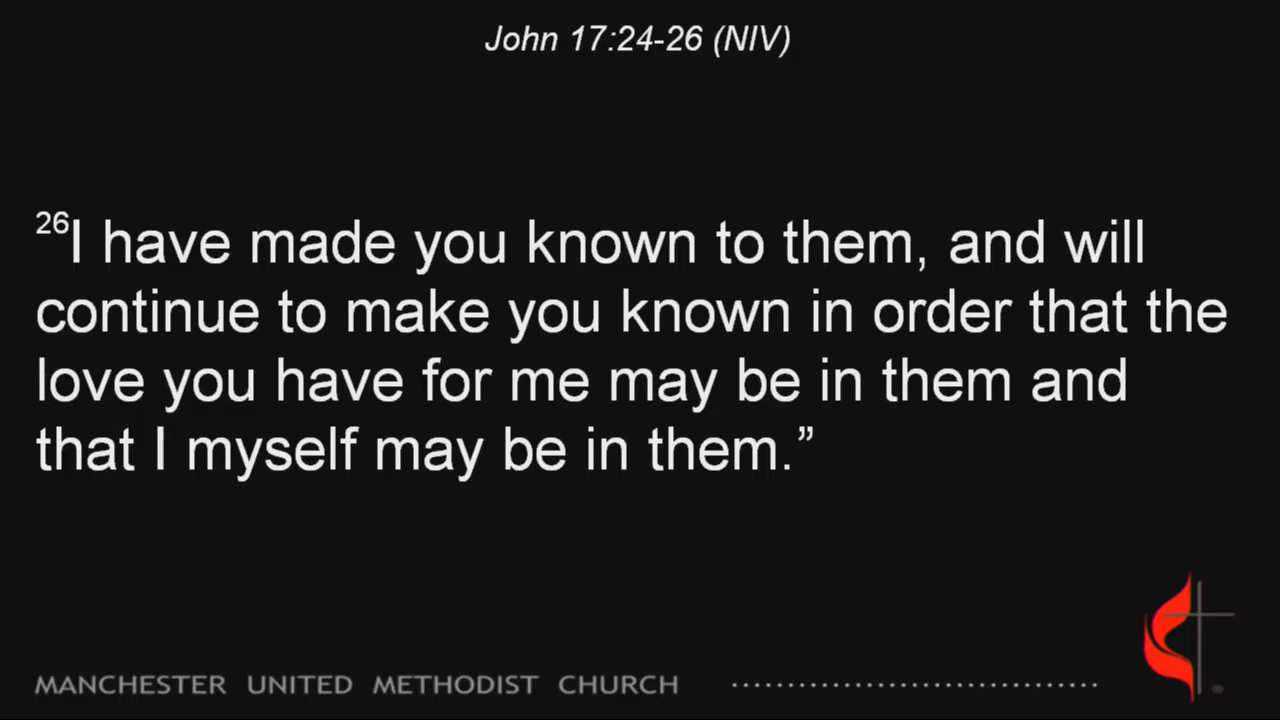 John 17:24-26 (NIV)
26I have made you known to them, and will
continue to make you known in order that the
love you have for me may be in them and
that I myself may be in them.”
MANCHESTER UNITED METHODIST CHURCH